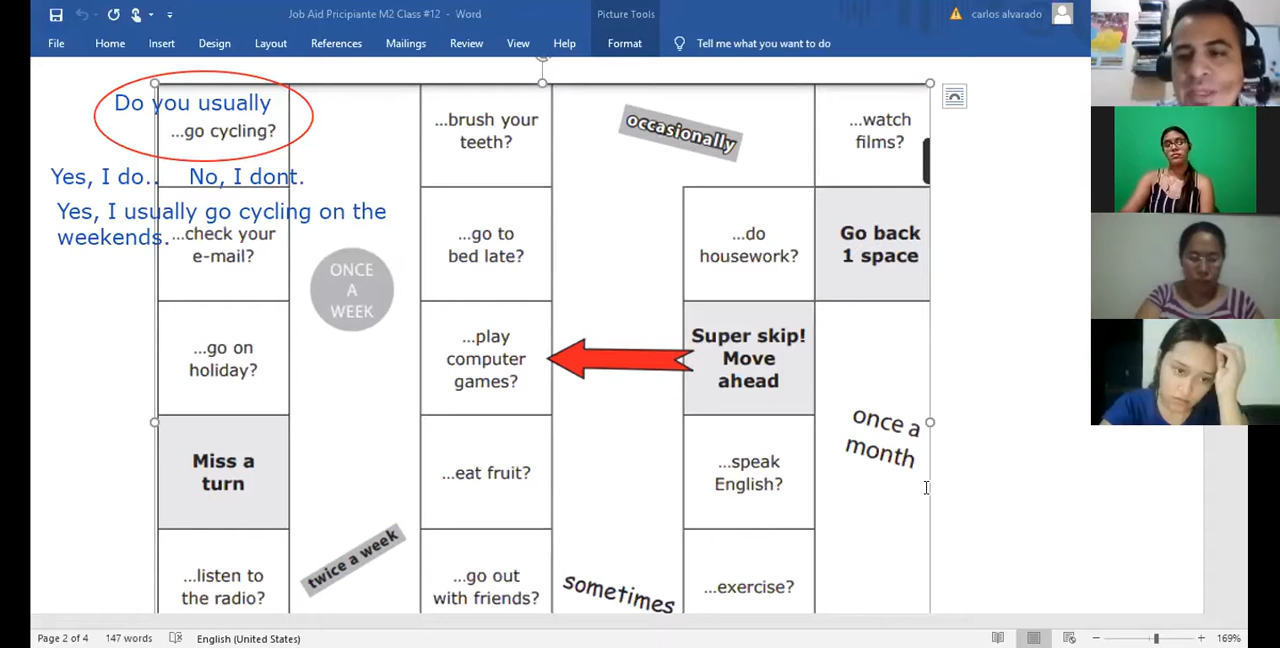 Job Aid Pricipiante M2 Class #12 - Word
Picture Tools
carlos alvarado
File
Home
Insert
Design
Layout
References
Mailings
Review
View
Help
Format
Tell me what you want to do
Do you usually
...go cycling?
Yes, I do..
No, I dont.
Yes, I usually go cycling on the
weekends.
...check your
e-mail?
...go on
holiday?
Miss a
turn
...listen to
the radio?
ONCE
A
WEEK
twice a week
...brush your
teeth?
...go to
bed late?
...play
computer
games?
...eat fruit?
...go out
with friends?
occasionally
sometimes
...do
housework?
Super skip!
Move
ahead
...speak
English?
...exercise?
...watch
films?
Go back
1 space
once a
month
Page 2 of 4
147 words
English (United States)
169%